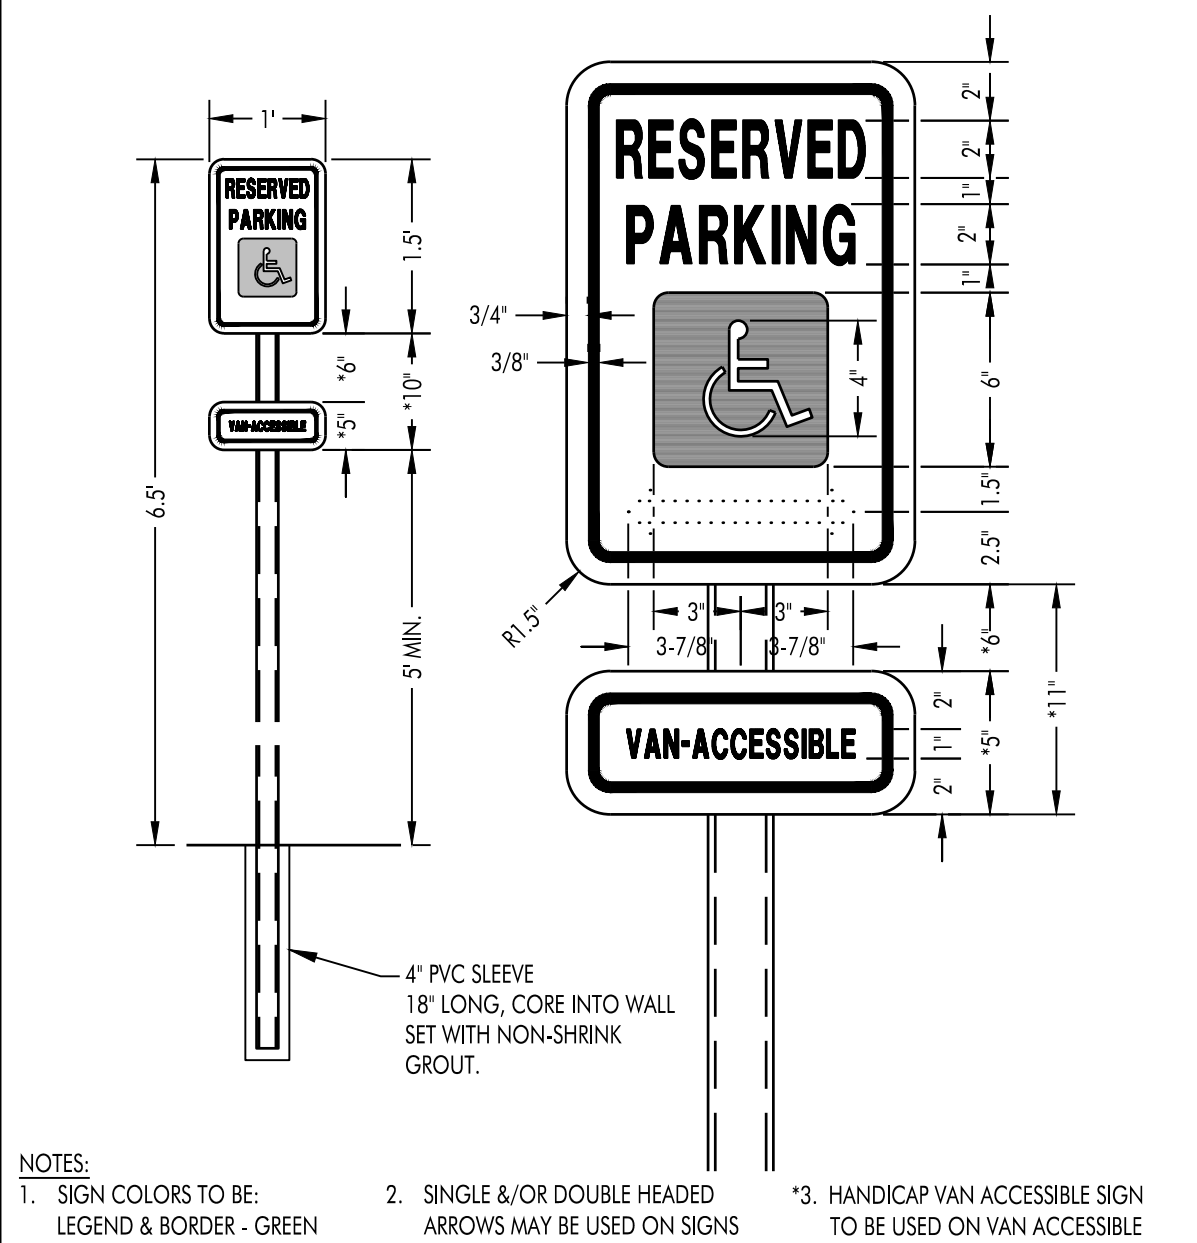 1'
RESERVED
PARKING
1.5'
*6"
*10"
*5"
VAN-ACCESSIBLE
6.5'
5' MIN.
RESERVED
PARKING
2"
2"
1"
2"
1"
3/4"
3/8"
4"
6"
1.5"
2.5"
R1.5"
3"
3"
3-7/8"
3-7/8"
*6"
*11"
VAN-ACCESSIBLE
2"
1"
2"
*5"
4" PVC SLEEVE
18" LONG, CORE INTO WALL
SET WITH NON-SHRINK
GROUT.
NOTES:
1. SIGN COLORS TO BE:
LEGEND & BORDER - GREEN
2. SINGLE &/OR DOUBLE HEADED
ARROWS MAY BE USED ON SIGNS
*3. HANDICAP VAN ACCESSIBLE SIGN
TO BE USED ON VAN ACCESSIBLE